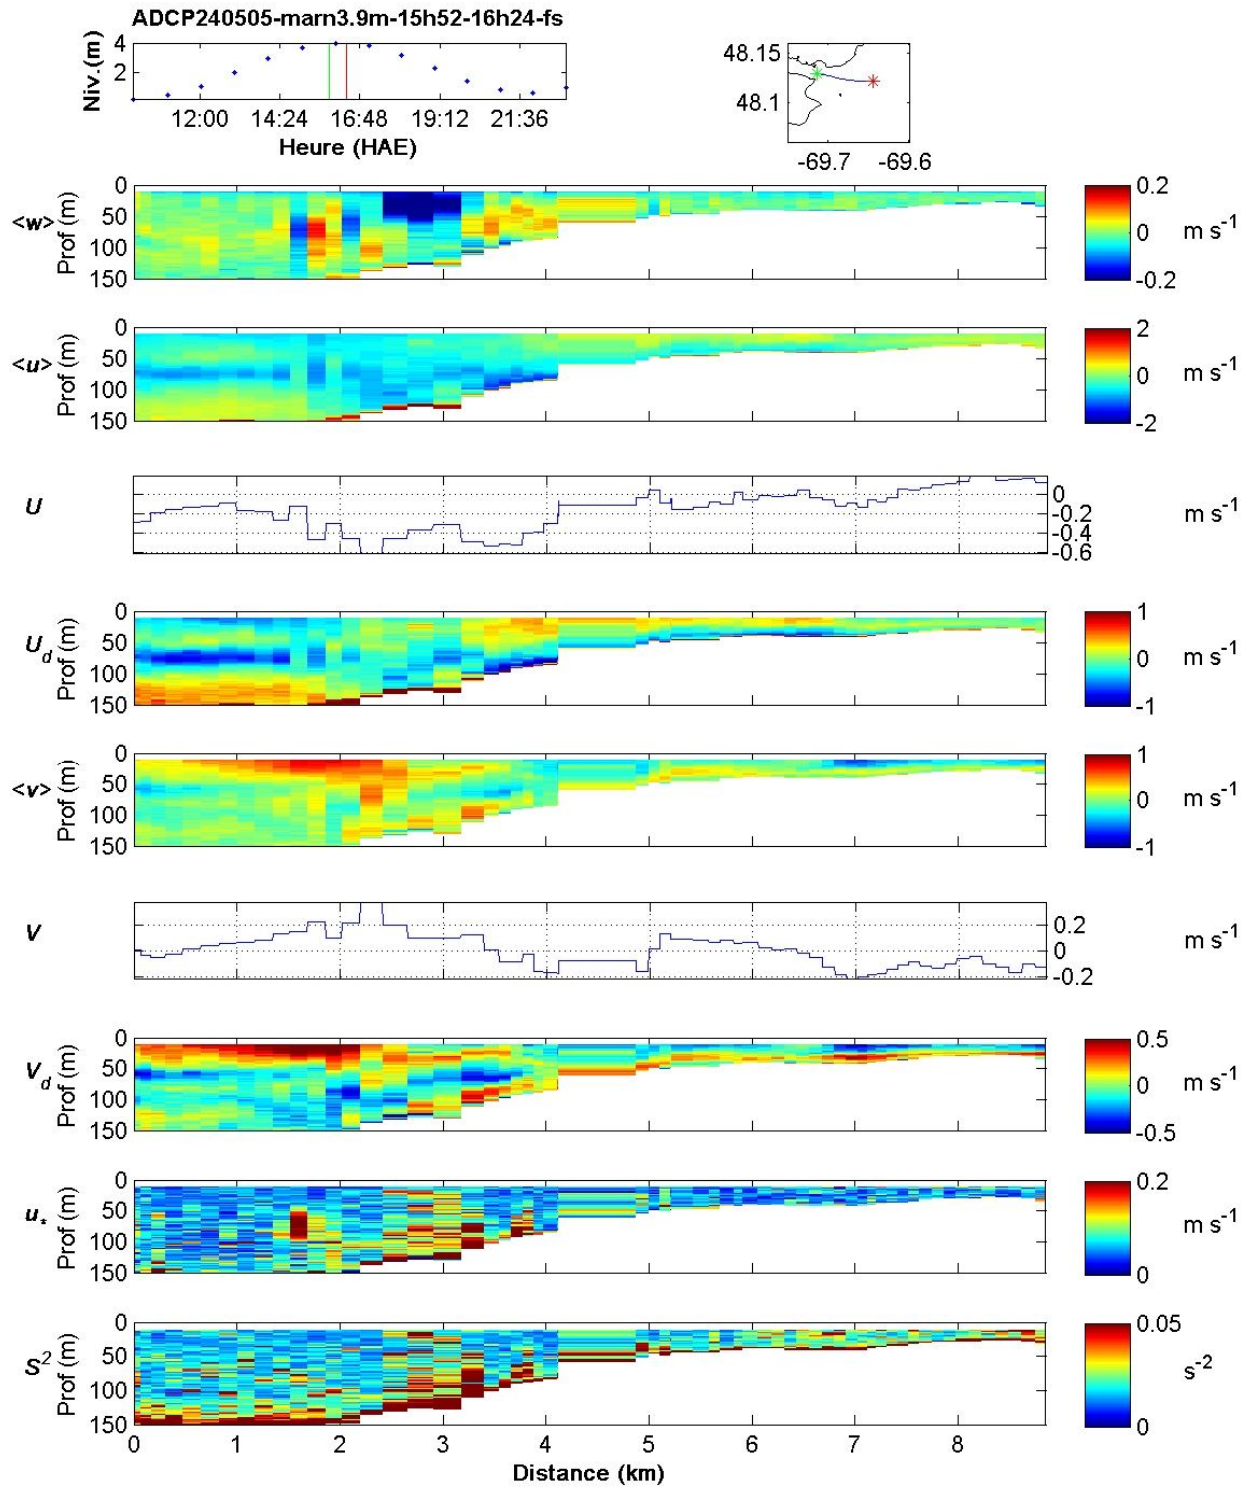 ADCP240505-marn3.9m-15h52-16h24-fs
4
2
Niv.(m)
12:00 14:24 16:48 19:12 21:36
Heure (HAE)
48.15
48.1
-69.7 -69.6
<w>
Prof (m)
0
50
100
150
0.2
0
-0.2
m s-1
<u>
Prof (m)
0
50
100
150
2
0
-2
m s-1
U
0
-0.2
-0.4
-0.6
m s-1
Ud
Prof (m)
0
50
100
150
1
0
-1
m s-1
<v>
Prof (m)
0
50
100
150
1
0
-1
m s-1
V
0.2
0
-0.2
m s-1
Vd
Prof (m)
0
50
100
150
0.5
0
-0.5
m s-1
u*
Prof (m)
0
50
100
150
0.2
0
m s-1
S2
Prof (m)
0
50
100
150
0.05
0
s-2
0 1 2 3 4 5 6 7 8
Distance (km)